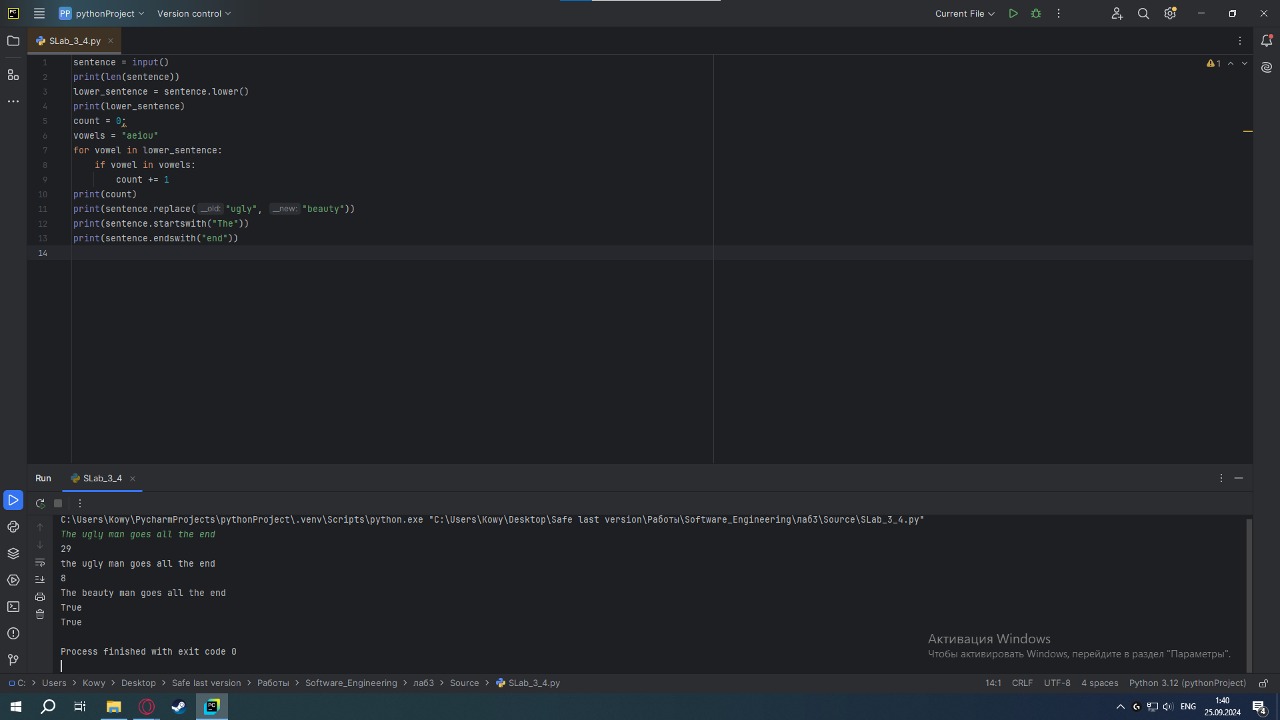 PC
PP pythonProject Version control Current File
SLab_3_4.py
1 sentence = input() 1
2 print(len(sentence))
3 lower_sentence = sentence.lower()
4 print(lower_sentence)
5 count = 0;
6 vowels = "aeiou"
7 for vowel in lower_sentence:
8 if vowel in vowels:
9 count += 1
10 print(count)
11 print(sentence.replace( __old: "ugly", __new: "beauty"))
12 print(sentence.startswith("The"))
13 print(sentence.endswith("end"))
14
Run SLab_3_4
C:\Users\Kowy\PycharmProjects\pythonProject\.venv\Scripts\python.exe "C:\Users\Kowy\Desktop\Safe last version\Работы\Software_Engineering\лаб3\Source\SLab_3_4.py"
The ugly man goes all the end
29
the ugly man goes all the end
8
The beauty man goes all the end
True
True
Process finished with exit code 0
Активация Windows
Чтобы активировать Windows, перейдите в раздел "Параметры".
C: Users Kowy Desktop Safe last version Работы Software_Engineering лаб3 Source SLab_3_4.py 14:1 CRLF UTF-8 4 spaces Python 3.12 (pythonProject)
PC ENG 1:40
25.09.2024 4